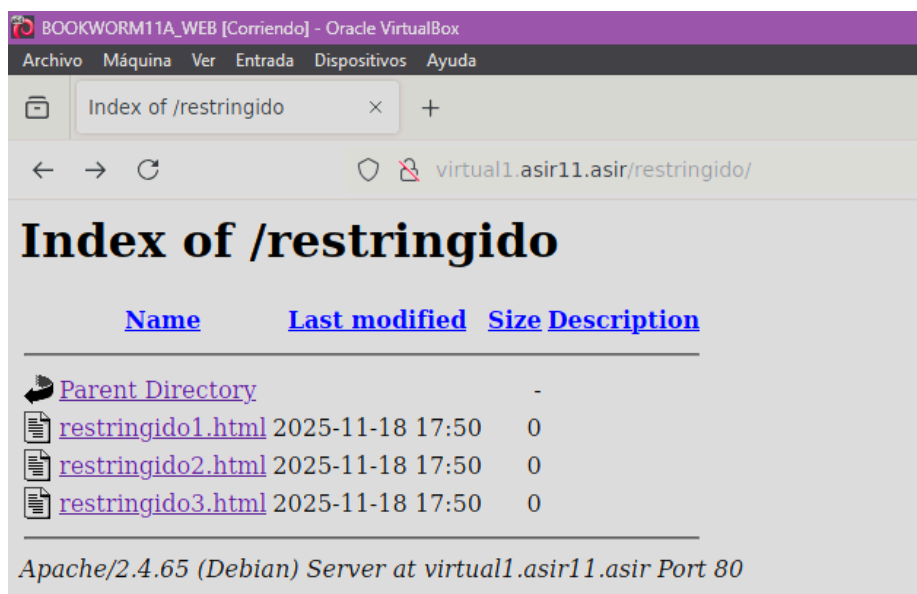 BOOKWORM11A_WEB [Corriendo] - Oracle VirtualBox
Archivo Máquina Ver Entrada Dispositivos Ayuda
Index of /restringido
virtual1.asir11.asir/restringido/
Index of /restringido
Name Last modified Size Description
Parent Directory -
restringido1.html 2025-11-18 17:50 0
restringido2.html 2025-11-18 17:50 0
restringido3.html 2025-11-18 17:50 0
Apache/2.4.65 (Debian) Server at virtual1.asir11.asir Port 80